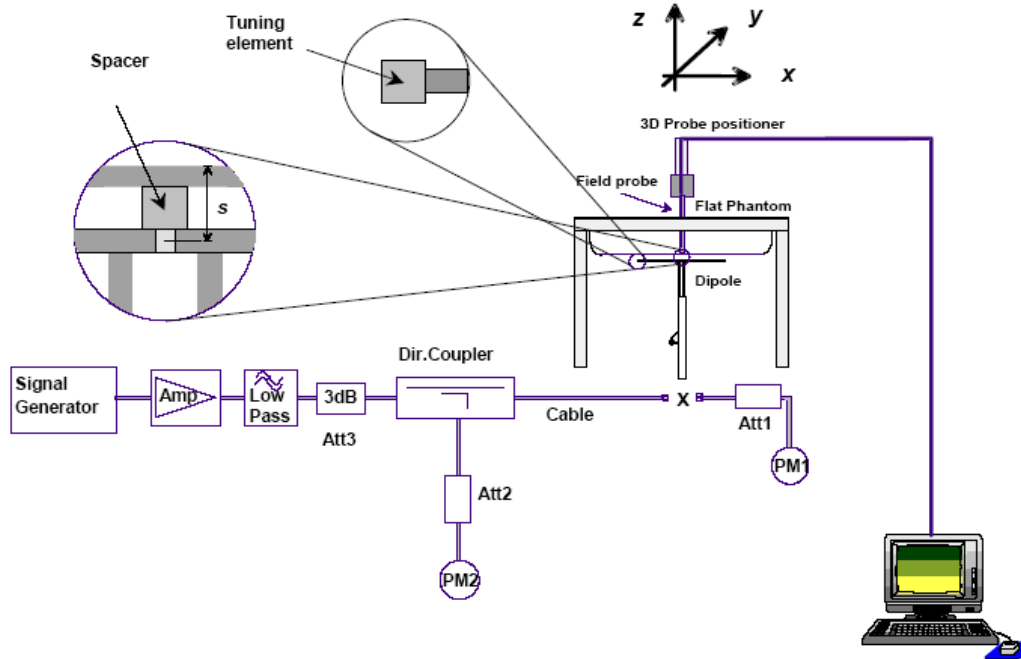 Tuning
element
Spacer
z
y
x
3D Probe positioner
Field probe
Flat Phantom
s
Dipole
Dir.Coupler
Signal
Generator
Amp
Low
Pass
3dB
Att3
Cable
x
Att1
PM1
Att2
PM2